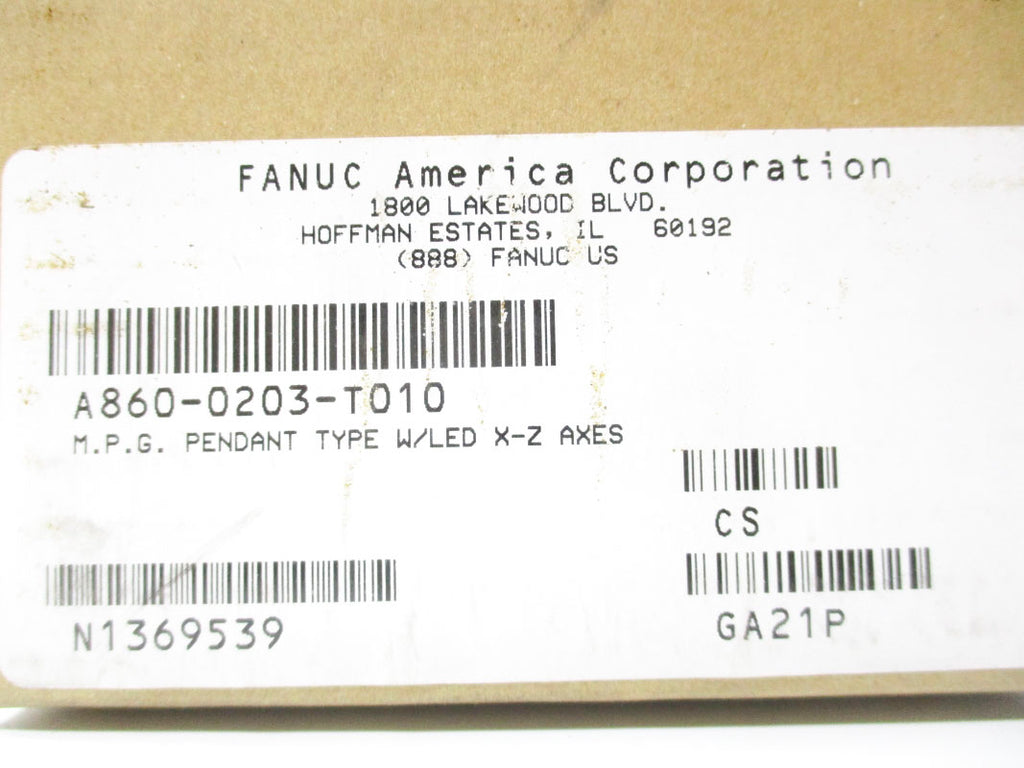 FANUC America Corporation
1800 LAKEWOOD BLVD.
HOFFMAN ESTATES, IL 60192
(888) FANUC US
A860-0203-T010
M.P.G. PENDANT TYPE W/LED X-Z AXES
CS
N1369539
GA21P